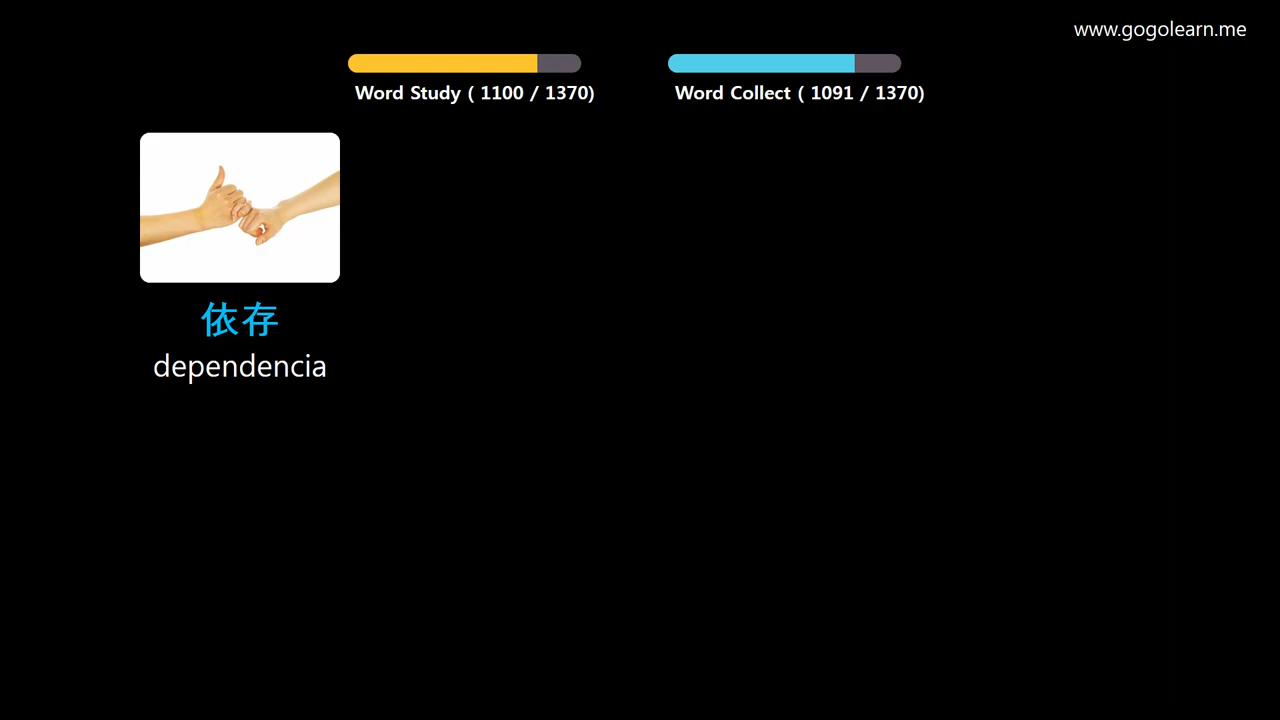 www.gogolearn.me
Word Study ( 1100 / 1370)
Word Collect ( 1091 / 1370)
依存
dependencia